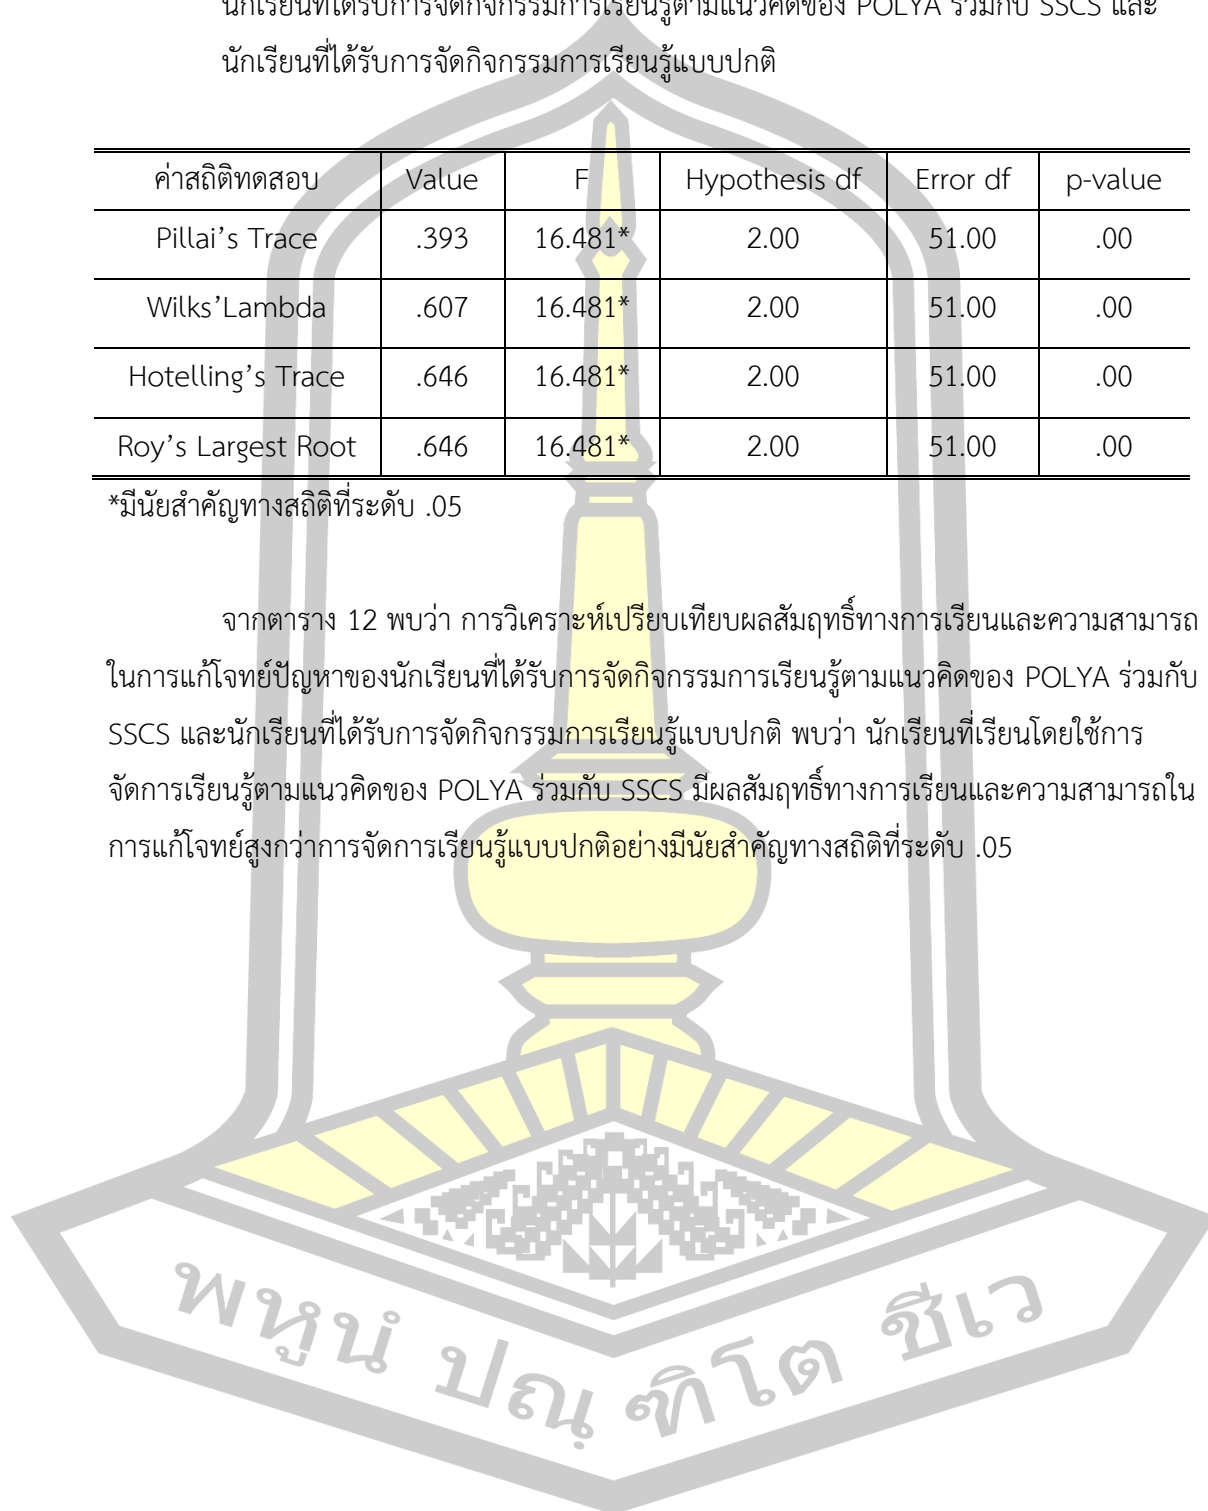 นักเรียนที่ได้รับการจัดกิจกรรมการเรียนรู้ตามแนวคิดของ POLYA ร่วมกับ SSCS และ
นักเรียนที่ได้รับการจัดกิจกรรมการเรียนรู้แบบปกติ
ค่าสถิติทดสอบ Value F Hypothesis df Error df p-value
Pillai’s Trace .393 16.481* 2.00 51.00 .00
Wilks’Lambda .607 16.481* 2.00 51.00 .00
Hotelling’s Trace .646 16.481* 2.00 51.00 .00
Roy’s Largest Root .646 16.481* 2.00 51.00 .00
*มีนัยสำคัญทางสถิติที่ระดับ .05
จากตาราง 12 พบว่า การวิเคราะห์เปรียบเทียบผลสัมฤทธิ์ทางการเรียนและความสามารถ
ในการแก้โจทย์ปัญหาของนักเรียนที่ได้รับการจัดกิจกรรมการเรียนรู้ตามแนวคิดของ POLYA ร่วมกับ
SSCS และนักเรียนที่ได้รับการจัดกิจกรรมการเรียนรู้แบบปกติ พบว่า นักเรียนที่เรียนโดยใช้การ
จัดการเรียนรู้ตามแนวคิดของ POLYA ร่วมกับ SSCS มีผลสัมฤทธิ์ทางการเรียนและความสามารถใน
การแก้โจทย์สูงกว่าการจัดการเรียนรู้แบบปกติอย่างมีนัยสำคัญทางสถิติที่ระดับ .05
พหูนํ ปณฺ ฑิโต ชีเว